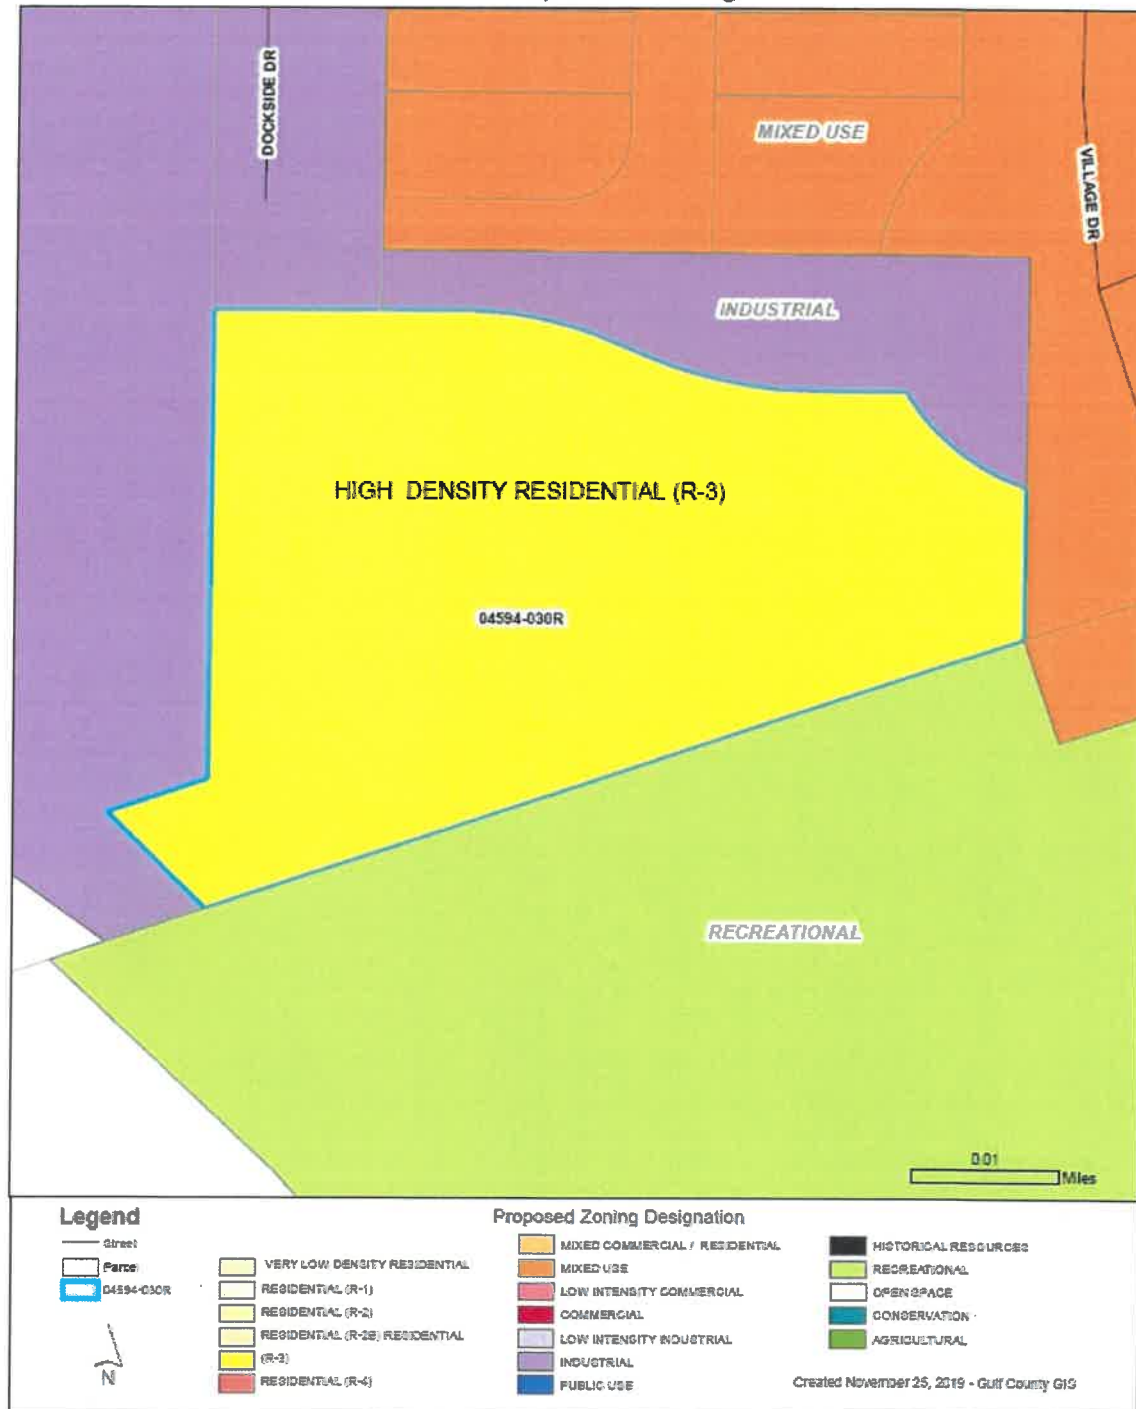 DOCKSIDE DR
MIXED USE
VILLAGE DR
INDUSTRIAL
HIGH DENSITY RESIDENTIAL (R-3)
04594-030R
RECREATIONAL
0.01
Miles
Legend
Street
Parcel
04594-030R
N
VERY LOW DENSITY RESIDENTIAL
RESIDENTIAL (R-1)
RESIDENTIAL (R-2)
RESIDENTIAL (R-2B) RESIDENTIAL
(R-3)
RESIDENTIAL (R-4)
Proposed Zoning Designation
MIXED COMMERCIAL / RESIDENTIAL
MIXED USE
LOW INTENSITY COMMERCIAL
COMMERCIAL
LOW INTENSITY INDUSTRIAL
INDUSTRIAL
PUBLIC USE
HISTORICAL RESOURCES
RECREATIONAL
OPEN SPACE
CONSERVATION
AGRICULTURAL
Created November 25, 2019 - Gulf County GIS